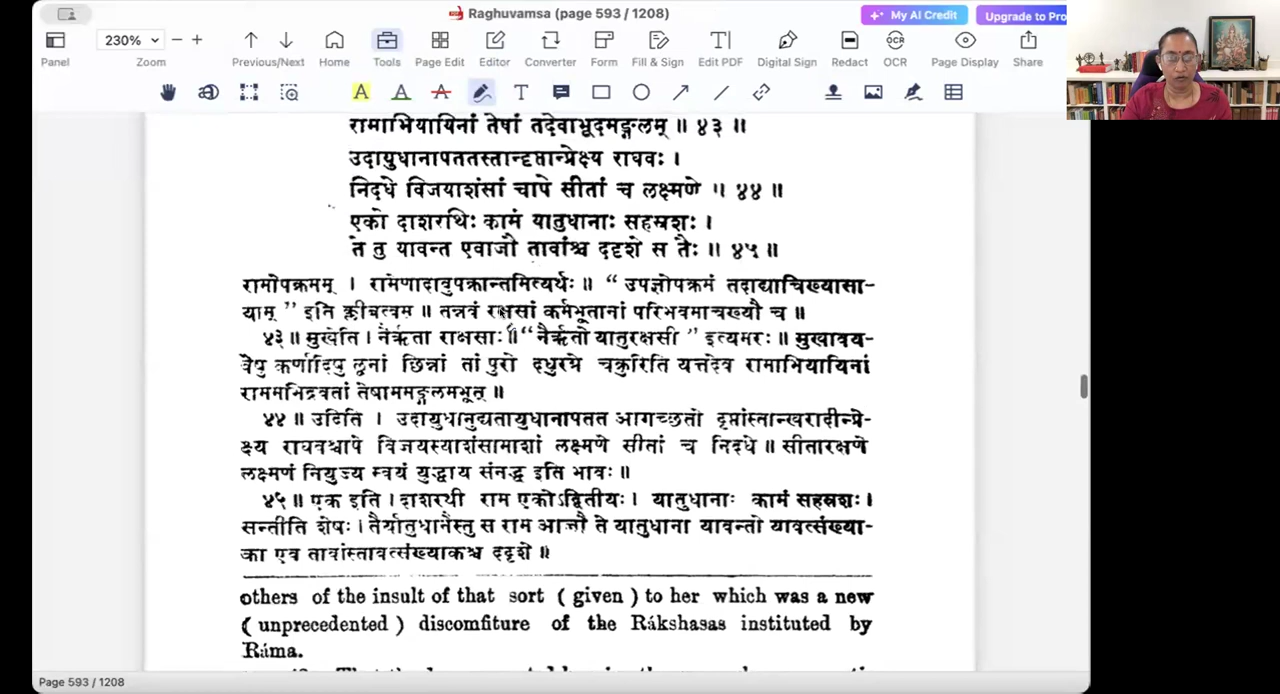 Raghuvamsa (page 593 / 1208)
My AI Credit
Upgrade to Pro
230%
Panel
Zoom
Previous/Next
Home
Tools
Page Edit
Editor
Converter
Form
Fill & Sign
Edit PDF
Digital Sign
Redact
OCR
Page Display
Share
रामाभियायिनां तेषां तदेवाभूदमङ्गलम् ॥ ४३ ॥
उदायुधानापततस्तान्दृप्तान्प्रेक्ष्य राघवः ।
निदधे विजयाशंसां चापे सीतां च लक्ष्मणे ॥ ४४ ॥
एको दाशरथिः कामं यातुधानाः सहस्रशः ।
ते तु यावन्त एवाजौ तावांश्च ददृशे स तैः ॥ ४५ ॥
रामोपक्रमम् । रामेणादावुपक्रान्तमित्यर्थः ॥ “ उपज्ञोपक्रमं तदाद्याचिख्यासा-
याम् ” इति क्लीबत्वम् ॥ तन्नवं रक्षसां कर्मभूतानां परिभवमाचख्यौ च ॥
४३ ॥ मुखेति । नैर्ऋता राक्षसाः ॥ “ नैर्ऋतो यातुरक्षसी ” इत्यमरः ॥ मुखावय-
वेषु कर्णादिषु लूनां छिन्नां तां पुरो दधुरग्रे चक्रुरिति यत्तदेव रामाभियायिनां
राममभिद्रवतां तेषाममङ्गलमभूत् ॥
४४ ॥ उदिति । उदायुधानुद्यतायुधानापतत आगच्छतो दृप्तांस्तान्खरादीन्प्रे-
क्ष्य राघवश्चापे विजयस्याशंसामाशां लक्ष्मणे सीतां च निदधे ॥ सीतारक्षणे
लक्ष्मणं नियुज्य स्वयं युद्धाय संनद्ध इति भावः ॥
४५ ॥ एक इति । दाशरथी राम एकोऽद्वितीयः । यातुधानाः कामं सहस्रशः ।
सन्तीति शेषः । तैर्यातुधानैस्तु स राम आजौ ते यातुधाना यावन्तो यावत्संख्या-
का एव तावांस्तावत्संख्याकश्च ददृशे ॥
others of the insult of that sort ( given ) to her which was a new
( unprecedented ) discomfiture of the Rákshasas instituted by
Ráma.
Page 593 / 1208